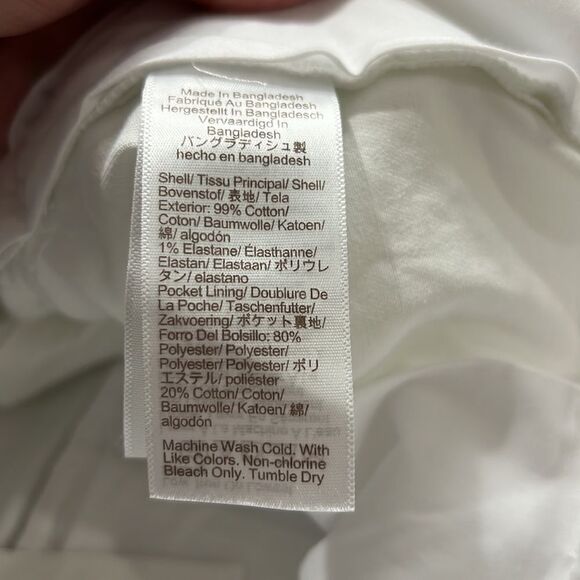 Made In Bangladesh
Fabriqué Au Bangladesh
Hergestellt In Bangladesch
Vervaardigd In
Bangladesh
バングラディシュ製
hecho en bangladesh
Shell/ Tissu Principal/ Shell/
Bovenstof/ 表地/ Tela
Exterior: 99% Cotton/
Coton/ Baumwolle/ Katoen/
綿/ algodón
1% Elastane/ Élasthanne/
Elastan/ Elastaan/ ポリウレ
タン/ elastano
Pocket Lining/ Doublure De
La Poche/ Taschenfutter/
Zakvoering/ ポケット裏地/
Forro Del Bolsillo: 80%
Polyester/ Polyester/
Polyester/ Polyester/ ポリ
エステル/ poliéster
20% Cotton/ Coton/
Baumwolle/ Katoen/ 綿/
algodón
Machine Wash Cold. With
Like Colors. Non-chlorine
Bleach Only. Tumble Dry